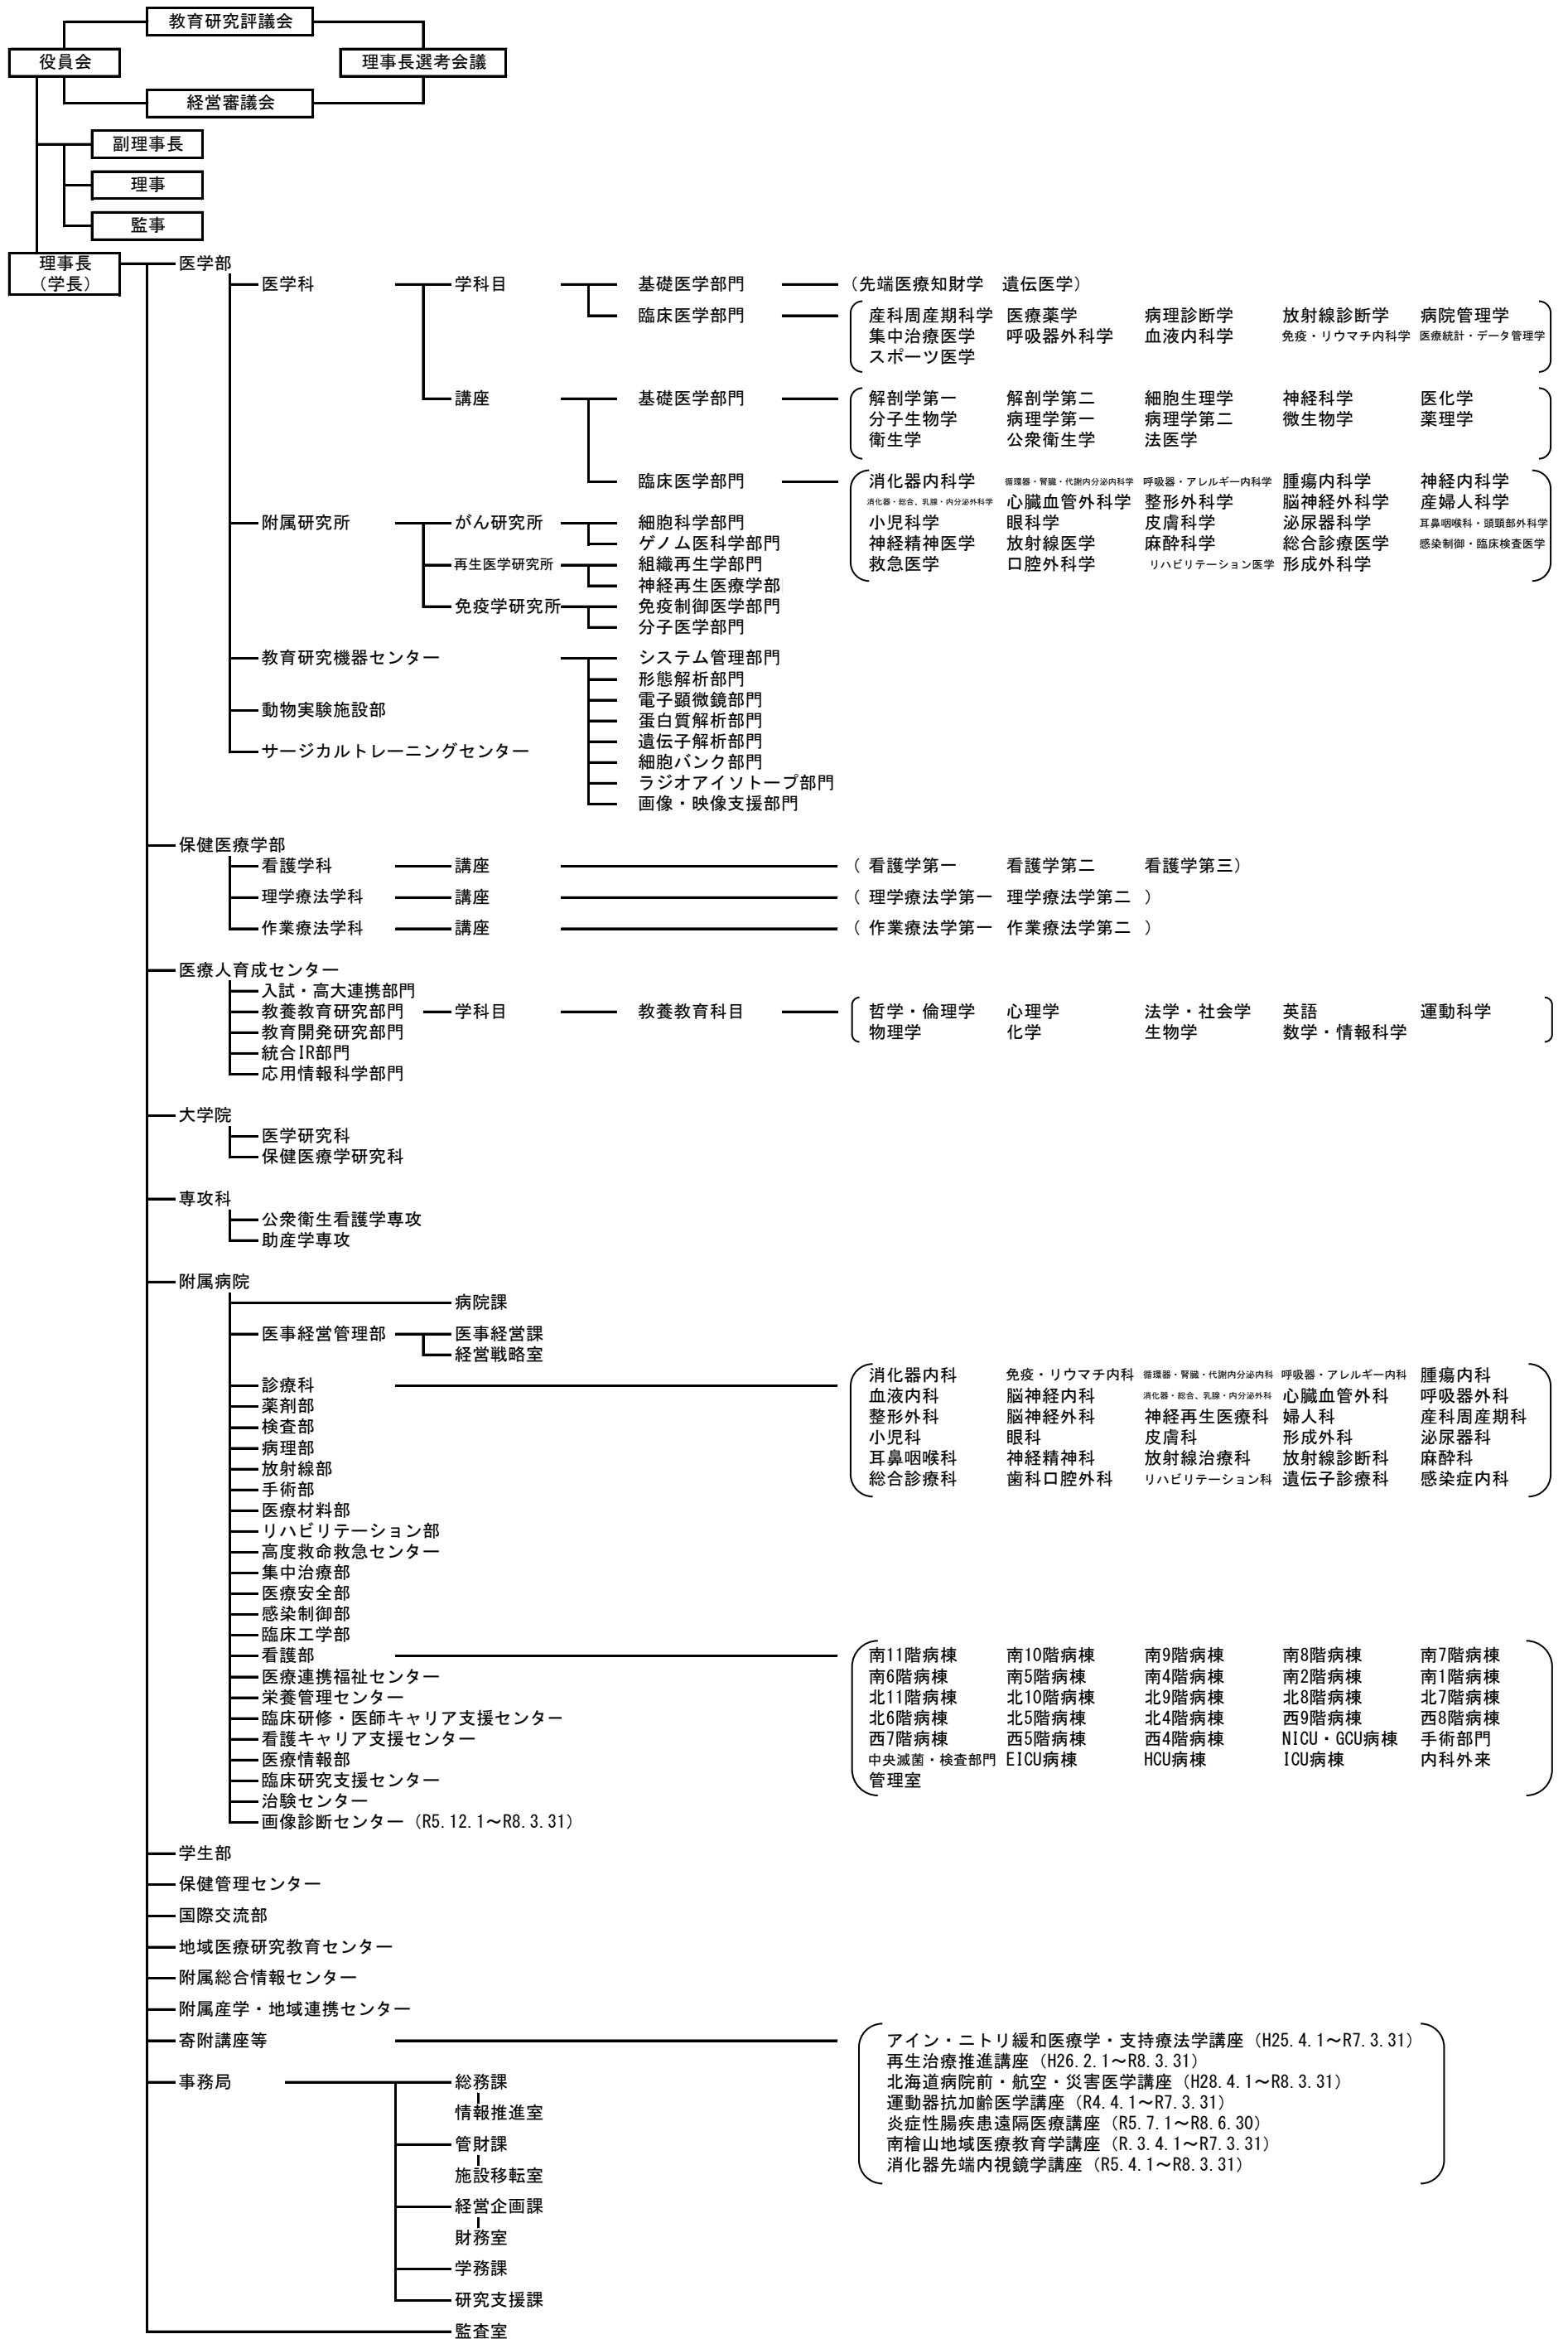 教育研究評議会
役員会 理事長選考会議
経営審議会
副理事長
理事
監事
理事長
(学長)
医学部
医学科 学科目 基礎医学部門 (先端医療知財学 遺伝医学)
臨床医学部門 産科周産期科学 医療薬学 病理診断学 放射線診断学 病院管理学
集中治療医学 呼吸器外科学 血液内科学 免疫・リウマチ内科学 医療統計・データ管理学
スポーツ医学
講座 基礎医学部門 解剖学第一 解剖学第二 細胞生理学 神経科学 医化学
分子生物学 病理学第一 病理学第二 微生物学 薬理学
衛生学 公衆衛生学 法医学
臨床医学部門 消化器内科学 循環器・腎臓・代謝内分泌内科学 呼吸器・アレルギー内科学 腫瘍内科学 神経内科学
消化器・総合、乳腺・内分泌外科学 心臓血管外科学 整形外科学 脳神経外科学 産婦人科学
附属研究所 がん研究所 細胞科学部門 小児科学 眼科学 皮膚科学 泌尿器科学 耳鼻咽喉科・頭頸部外科学
ゲノム医科学部門 神経精神医学 放射線医学 麻酔科学 総合診療医学 感染制御・臨床検査医学
再生医学研究所 組織再生学部門 救急医学 口腔外科学 リハビリテーション医学 形成外科学
神経再生医療学部
免疫学研究所 免疫制御医学部門
分子医学部門
教育研究機器センター システム管理部門
形態解析部門
電子顕微鏡部門
動物実験施設部
蛋白質解析部門
遺伝子解析部門
サージカルトレーニングセンター
細胞バンク部門
ラジオアイソトープ部門
画像・映像支援部門
保健医療学部
看護学科 講座 ( 看護学第一 看護学第二 看護学第三)
理学療法学科 講座 ( 理学療法学第一 理学療法学第二 )
作業療法学科 講座 ( 作業療法学第一 作業療法学第二 )
医療人育成センター
入試・高大連携部門
教養教育研究部門 学科目 教養教育科目 哲学・倫理学 心理学 法学・社会学 英語 運動科学
教育開発研究部門 物理学 化学 生物学 数学・情報科学
統合IR部門
応用情報科学部門
大学院
医学研究科
保健医療学研究科
専攻科
公衆衛生看護学専攻
助産学専攻
附属病院
病院課
医事経営管理部 医事経営課
経営戦略室
消化器内科 免疫・リウマチ内科 循環器・腎臓・代謝内分泌内科 呼吸器・アレルギー内科 腫瘍内科
診療科
血液内科 脳神経内科 消化器・総合、乳腺・内分泌外科 心臓血管外科 呼吸器外科
薬剤部
整形外科 脳神経外科 神経再生医療科 婦人科 産科周産期科
検査部
小児科 眼科 皮膚科 形成外科 泌尿器科
病理部
耳鼻咽喉科 神経精神科 放射線治療科 放射線診断科 麻酔科
放射線部
総合診療科 歯科口腔外科 リハビリテーション科 遺伝子診療科 感染症内科
手術部
医療材料部
リハビリテーション部
高度救命救急センター
集中治療部
医療安全部
感染制御部
臨床工学部
看護部 南11階病棟 南10階病棟 南9階病棟 南8階病棟 南7階病棟
医療連携福祉センター 南6階病棟 南5階病棟 南4階病棟 南2階病棟 南1階病棟
栄養管理センター 北11階病棟 北10階病棟 北9階病棟 北8階病棟 北7階病棟
臨床研修・医師キャリア支援センター 北6階病棟 北5階病棟 北4階病棟 西9階病棟 西8階病棟
看護キャリア支援センター 西7階病棟 西5階病棟 西4階病棟 NICU・GCU病棟 手術部門
医療情報部 中央滅菌・検査部門 EICU病棟 HCU病棟 ICU病棟 内科外来
臨床研究支援センター 管理室
治験センター
画像診断センター (R5.12.1～R8.3.31)
学生部
保健管理センター
国際交流部
地域医療研究教育センター
附属総合情報センター
附属産学・地域連携センター
寄附講座等 アイン・ニトリ緩和医療学・支持療法学講座 (H25.4.1～R7.3.31)
再生治療推進講座 (H26.2.1～R8.3.31)
事務局 総務課 北海道病院前・航空・災害医学講座 (H28.4.1～R8.3.31)
運動器抗加齢医学講座 (R4.4.1～R7.3.31)
情報推進室
炎症性腸疾患遠隔医療講座 (R5.7.1～R8.6.30)
管財課 南檜山地域医療教育学講座 (R.3.4.1～R7.3.31)
消化器先端内視鏡学講座 (R5.4.1～R8.3.31)
施設移転室
経営企画課
財務室
学務課
研究支援課
監査室